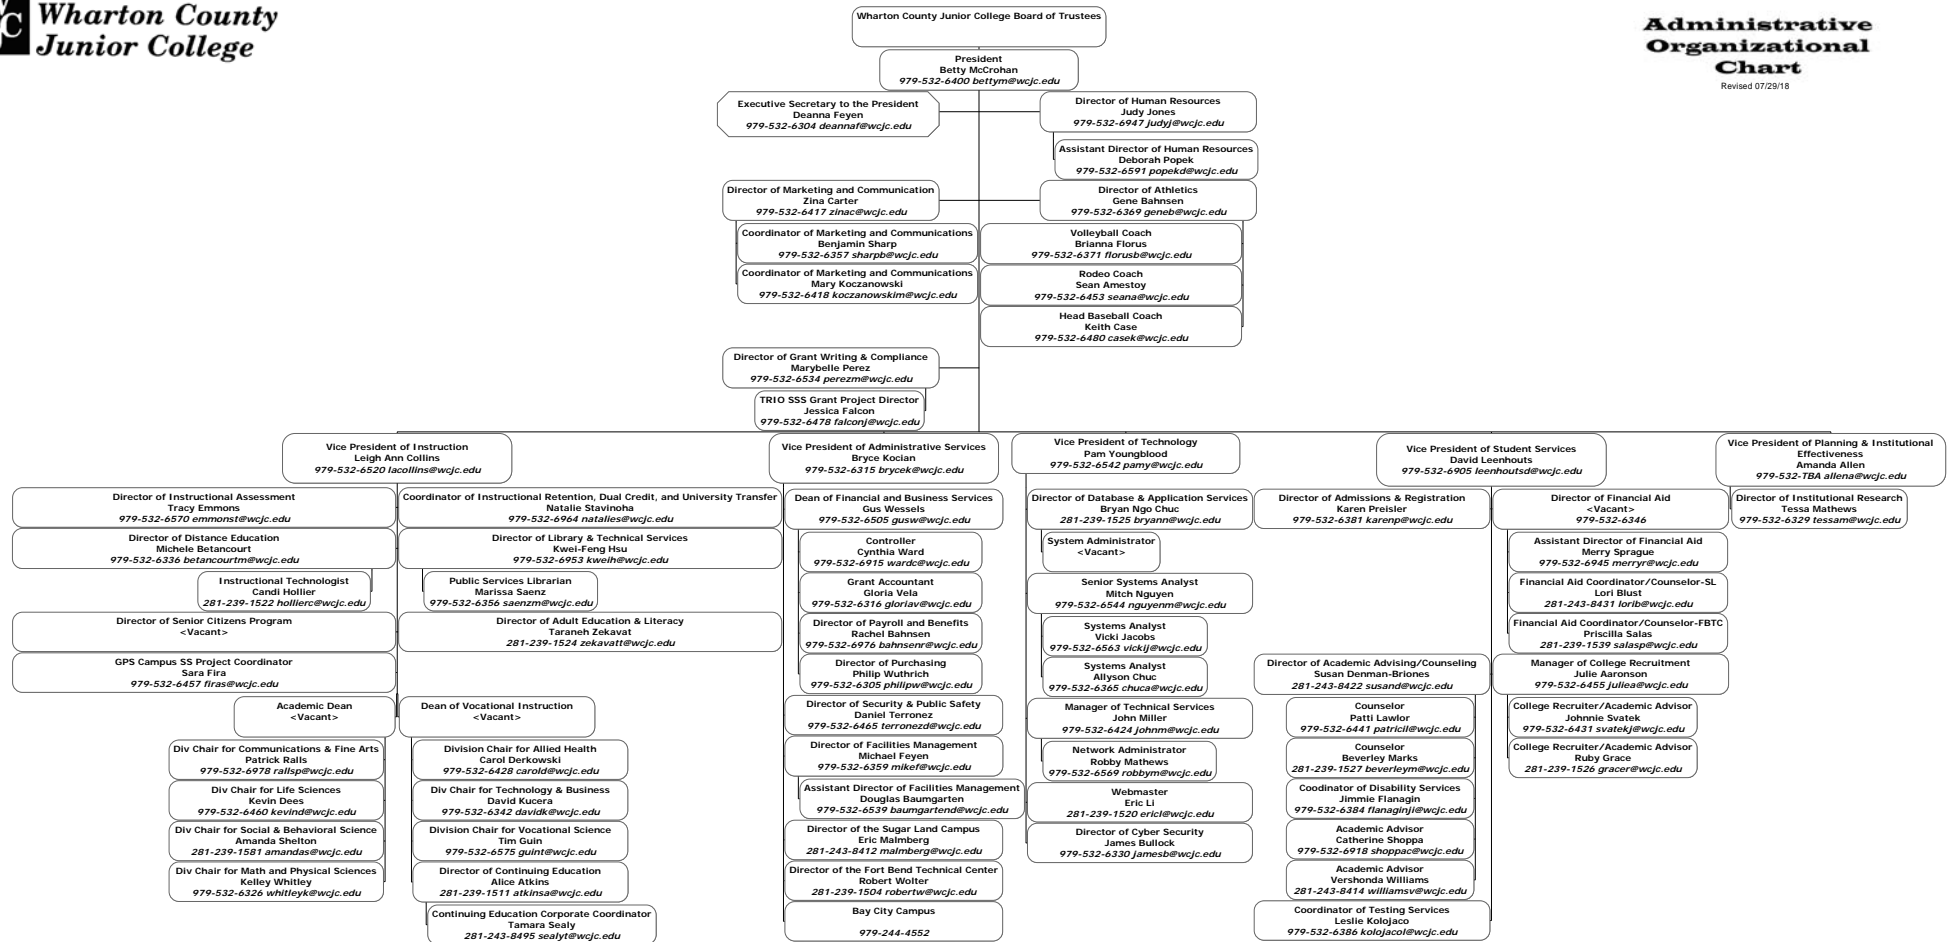 Wharton County
Junior College
Administrative
Organizational
Chart
Revised 07/29/18
Wharton County Junior College Board of Trustees
President
Betty McCrohan
979-532-6400 bettym@wcjc.edu
Executive Secretary to the President
Deanna Feyen
979-532-6304 deannaf@wcjc.edu
Director of Human Resources
Judy Jones
979-532-6947 judyj@wcjc.edu
Assistant Director of Human Resources
Deborah Popek
979-532-6591 popekd@wcjc.edu
Director of Marketing and Communication
Zina Carter
979-532-6417 zinac@wcjc.edu
Coordinator of Marketing and Communications
Benjamin Sharp
979-532-6357 sharpb@wcjc.edu
Coordinator of Marketing and Communications
Mary Koczanowski
979-532-6418 koczanowskim@wcjc.edu
Director of Athletics
Gene Bahnsen
979-532-6369 geneb@wcjc.edu
Volleyball Coach
Brianna Florus
979-532-6371 florusb@wcjc.edu
Rodeo Coach
Sean Amestoy
979-532-6453 seana@wcjc.edu
Head Baseball Coach
Keith Case
979-532-6480 casek@wcjc.edu
Director of Grant Writing & Compliance
Marybelle Perez
979-532-6534 perezm@wcjc.edu
TRIO SSS Grant Project Director
Jessica Falcon
979-532-6478 falconj@wcjc.edu
Vice President of Instruction
Leigh Ann Collins
979-532-6520 lacollins@wcjc.edu
Director of Instructional Assessment
Tracy Emmons
979-532-6570 emmonst@wcjc.edu
Coordinator of Instructional Retention, Dual Credit, and University Transfer
Natalie Stavinoha
979-532-6964 natalies@wcjc.edu
Director of Distance Education
Michele Betancourt
979-532-6336 betancourtm@wcjc.edu
Instructional Technologist
Candi Hollier
281-239-1522 hollierc@wcjc.edu
Director of Library & Technical Services
Kwei-Feng Hsu
979-532-6953 kweih@wcjc.edu
Public Services Librarian
Marissa Saenz
979-532-6356 saenzm@wcjc.edu
Director of Senior Citizens Program
<Vacant>
Director of Adult Education & Literacy
Taraneh Zekavat
281-239-1524 zekavatt@wcjc.edu
GPS Campus SS Project Coordinator
Sara Fira
979-532-6457 firas@wcjc.edu
Academic Dean
<Vacant>
Div Chair for Communications & Fine Arts
Patrick Ralls
979-532-6978 rallsp@wcjc.edu
Div Chair for Life Sciences
Kevin Dees
979-532-6460 kevind@wcjc.edu
Div Chair for Social & Behavioral Science
Amanda Shelton
281-239-1581 amandas@wcjc.edu
Div Chair for Math and Physical Sciences
Kelley Whitley
979-532-6326 whitleyk@wcjc.edu
Dean of Vocational Instruction
<Vacant>
Division Chair for Allied Health
Carol Derkowski
979-532-6428 carold@wcjc.edu
Div Chair for Technology & Business
David Kucera
979-532-6342 davidk@wcjc.edu
Division Chair for Vocational Science
Tim Guin
979-532-6575 guint@wcjc.edu
Director of Continuing Education
Alice Atkins
281-239-1511 atkinsa@wcjc.edu
Continuing Education Corporate Coordinator
Tamara Sealy
281-243-8495 sealyt@wcjc.edu
Vice President of Administrative Services
Bryce Kocian
979-532-6315 brycek@wcjc.edu
Dean of Financial and Business Services
Gus Wessels
979-532-6505 gusw@wcjc.edu
Controller
Cynthia Ward
979-532-6915 wardc@wcjc.edu
Grant Accountant
Gloria Vela
979-532-6316 gloriav@wcjc.edu
Director of Payroll and Benefits
Rachel Bahnsen
979-532-6976 bahnsenr@wcjc.edu
Director of Purchasing
Philip Wuthrich
979-532-6305 philipw@wcjc.edu
Director of Security & Public Safety
Daniel Terronez
979-532-6465 terronezd@wcjc.edu
Director of Facilities Management
Michael Feyen
979-532-6359 mikef@wcjc.edu
Assistant Director of Facilities Management
Douglas Baumgarten
979-532-6539 baumgartend@wcjc.edu
Director of the Sugar Land Campus
Eric Malmberg
281-243-8412 malmberg@wcjc.edu
Director of the Fort Bend Technical Center
Robert Wolter
281-239-1504 robertw@wcjc.edu
Bay City Campus
979-244-4552
Vice President of Technology
Pam Youngblood
979-532-6542 pamy@wcjc.edu
Director of Database & Application Services
Bryan Ngo Chuc
281-239-1525 bryann@wcjc.edu
System Administrator
<Vacant>
Senior Systems Analyst
Mitch Nguyen
979-532-6544 nguyenm@wcjc.edu
Systems Analyst
Vicki Jacobs
979-532-6563 vickij@wcjc.edu
Systems Analyst
Allyson Chuc
979-532-6365 chuca@wcjc.edu
Manager of Technical Services
John Miller
979-532-6424 johnm@wcjc.edu
Network Administrator
Robby Mathews
979-532-6569 robbym@wcjc.edu
Webmaster
Eric Li
281-239-1520 ericl@wcjc.edu
Director of Cyber Security
James Bullock
979-532-6330 jamesb@wcjc.edu
Vice President of Student Services
David Leenhouts
979-532-6905 leenhoutsd@wcjc.edu
Director of Admissions & Registration
Karen Preisler
979-532-6381 karenp@wcjc.edu
Director of Financial Aid
<Vacant>
979-532-6346
Assistant Director of Financial Aid
Merry Sprague
979-532-6945 merryr@wcjc.edu
Financial Aid Coordinator/Counselor-SL
Lori Blust
281-243-8431 lorib@wcjc.edu
Financial Aid Coordinator/Counselor-FBTC
Priscilla Salas
281-239-1539 salasp@wcjc.edu
Director of Academic Advising/Counseling
Susan Denman-Briones
281-243-8422 susand@wcjc.edu
Counselor
Patti Lawlor
979-532-6441 patricil@wcjc.edu
Counselor
Beverley Marks
281-239-1527 beverleym@wcjc.edu
Coodinator of Disability Services
Jimmie Flanagin
979-532-6384 flanaginji@wcjc.edu
Academic Advisor
Catherine Shoppa
979-532-6918 shoppac@wcjc.edu
Academic Advisor
Vershonda Williams
281-243-8414 williamsv@wcjc.edu
Coordinator of Testing Services
Leslie Kolojaco
979-532-6386 kolojacol@wcjc.edu
Manager of College Recruitment
Julie Aaronson
979-532-6455 juliea@wcjc.edu
College Recruiter/Academic Advisor
Johnnie Svatek
979-532-6431 svatekj@wcjc.edu
College Recruiter/Academic Advisor
Ruby Grace
281-239-1526 gracer@wcjc.edu
Vice President of Planning & Institutional
Effectiveness
Amanda Allen
979-532-TBA allena@wcjc.edu
Director of Institutional Research
Tessa Mathews
979-532-6329 tessam@wcjc.edu